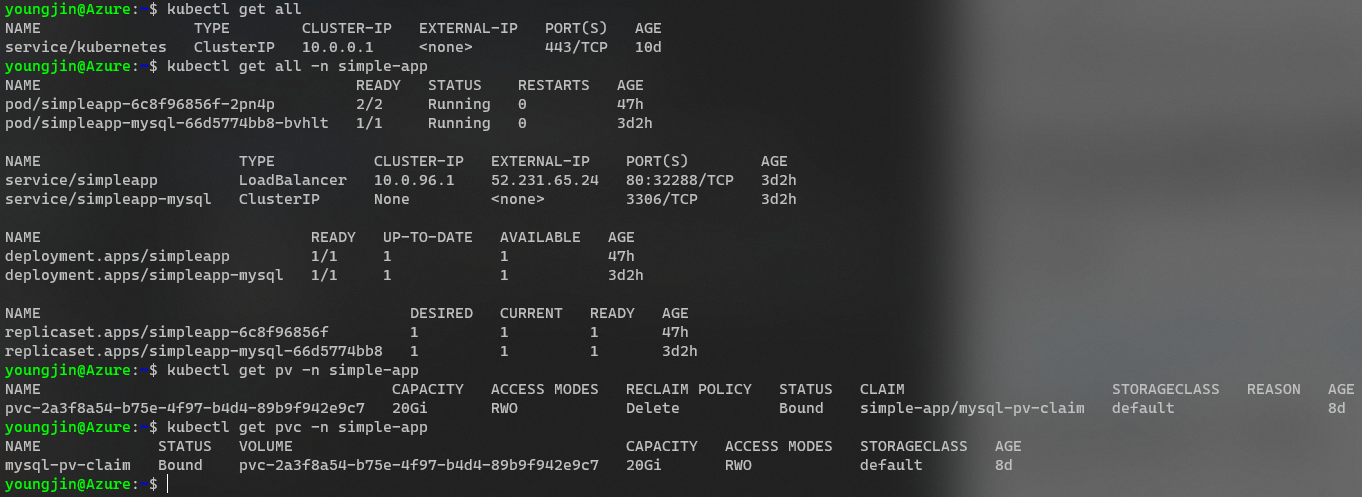 youngjin@Azure:~$ kubectl get all
NAME                 TYPE        CLUSTER-IP   EXTERNAL-IP   PORT(S)   AGE
service/kubernetes   ClusterIP   10.0.0.1     <none>        443/TCP   10d
youngjin@Azure:~$ kubectl get all -n simple-app
NAME                                   READY   STATUS    RESTARTS   AGE
pod/simpleapp-6c8f96856f-2pn4p         2/2     Running   0          47h
pod/simpleapp-mysql-66d5774bb8-bvhlt   1/1     Running   0          3d2h

NAME                      TYPE           CLUSTER-IP   EXTERNAL-IP     PORT(S)        AGE
service/simpleapp         LoadBalancer   10.0.96.1    52.231.65.24    80:32288/TCP   3d2h
service/simpleapp-mysql   ClusterIP      None         <none>          3306/TCP       3d2h

NAME                              READY   UP-TO-DATE   AVAILABLE   AGE
deployment.apps/simpleapp         1/1     1            1           47h
deployment.apps/simpleapp-mysql   1/1     1            1           3d2h

NAME                                         DESIRED   CURRENT   READY   AGE
replicaset.apps/simpleapp-6c8f96856f         1         1         1       47h
replicaset.apps/simpleapp-mysql-66d5774bb8   1         1         1       3d2h
youngjin@Azure:~$ kubectl get pv -n simple-app
NAME                                       CAPACITY   ACCESS MODES   RECLAIM POLICY   STATUS   CLAIM                       STORAGECLASS   REASON   AGE
pvc-2a3f8a54-b75e-4f97-b4d4-89b9f942e9c7   20Gi       RWO            Delete           Bound    simple-app/mysql-pv-claim   default                 8d
youngjin@Azure:~$ kubectl get pvc -n simple-app
NAME             STATUS   VOLUME                                     CAPACITY   ACCESS MODES   STORAGECLASS   AGE
mysql-pv-claim   Bound    pvc-2a3f8a54-b75e-4f97-b4d4-89b9f942e9c7   20Gi       RWO            default        8d
youngjin@Azure:~$